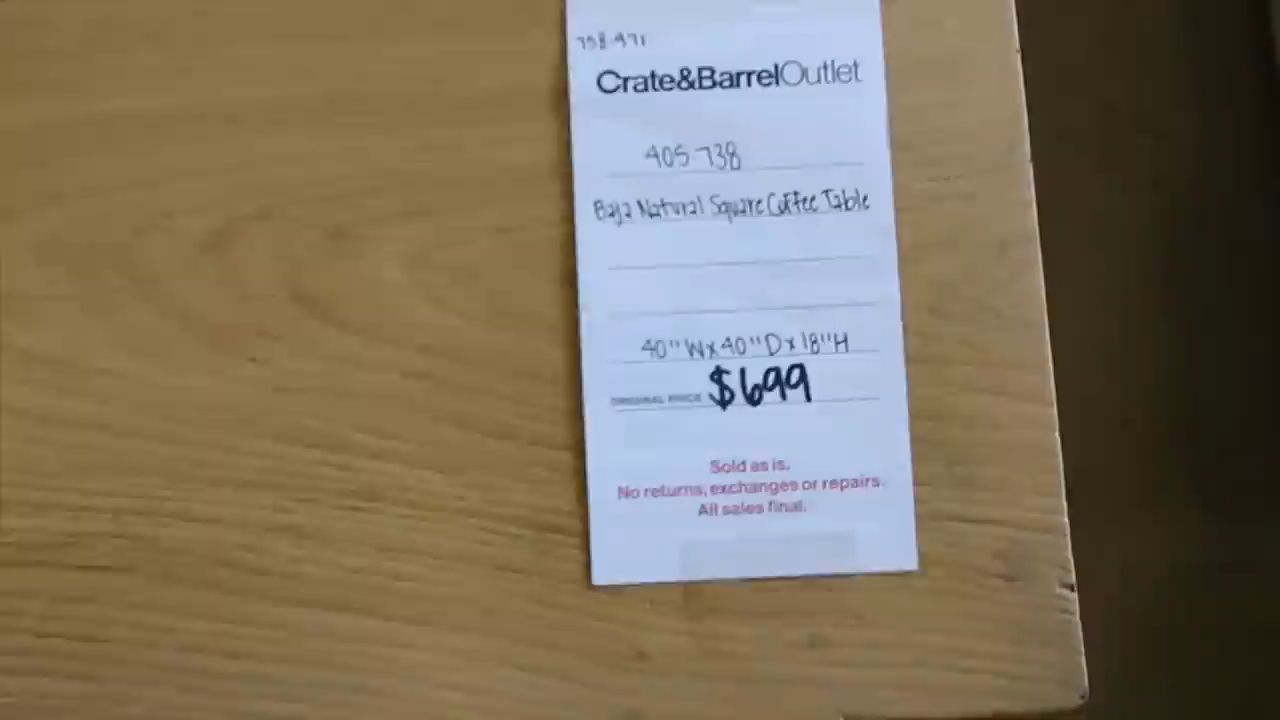 758-971
Crate&BarrelOutlet
405-738
Baja Natural Square Coffee Table
40"W x 40"D x 18"H
ORIGINAL PRICE $699
Sold as is.
No returns, exchanges or repairs.
All sales final.